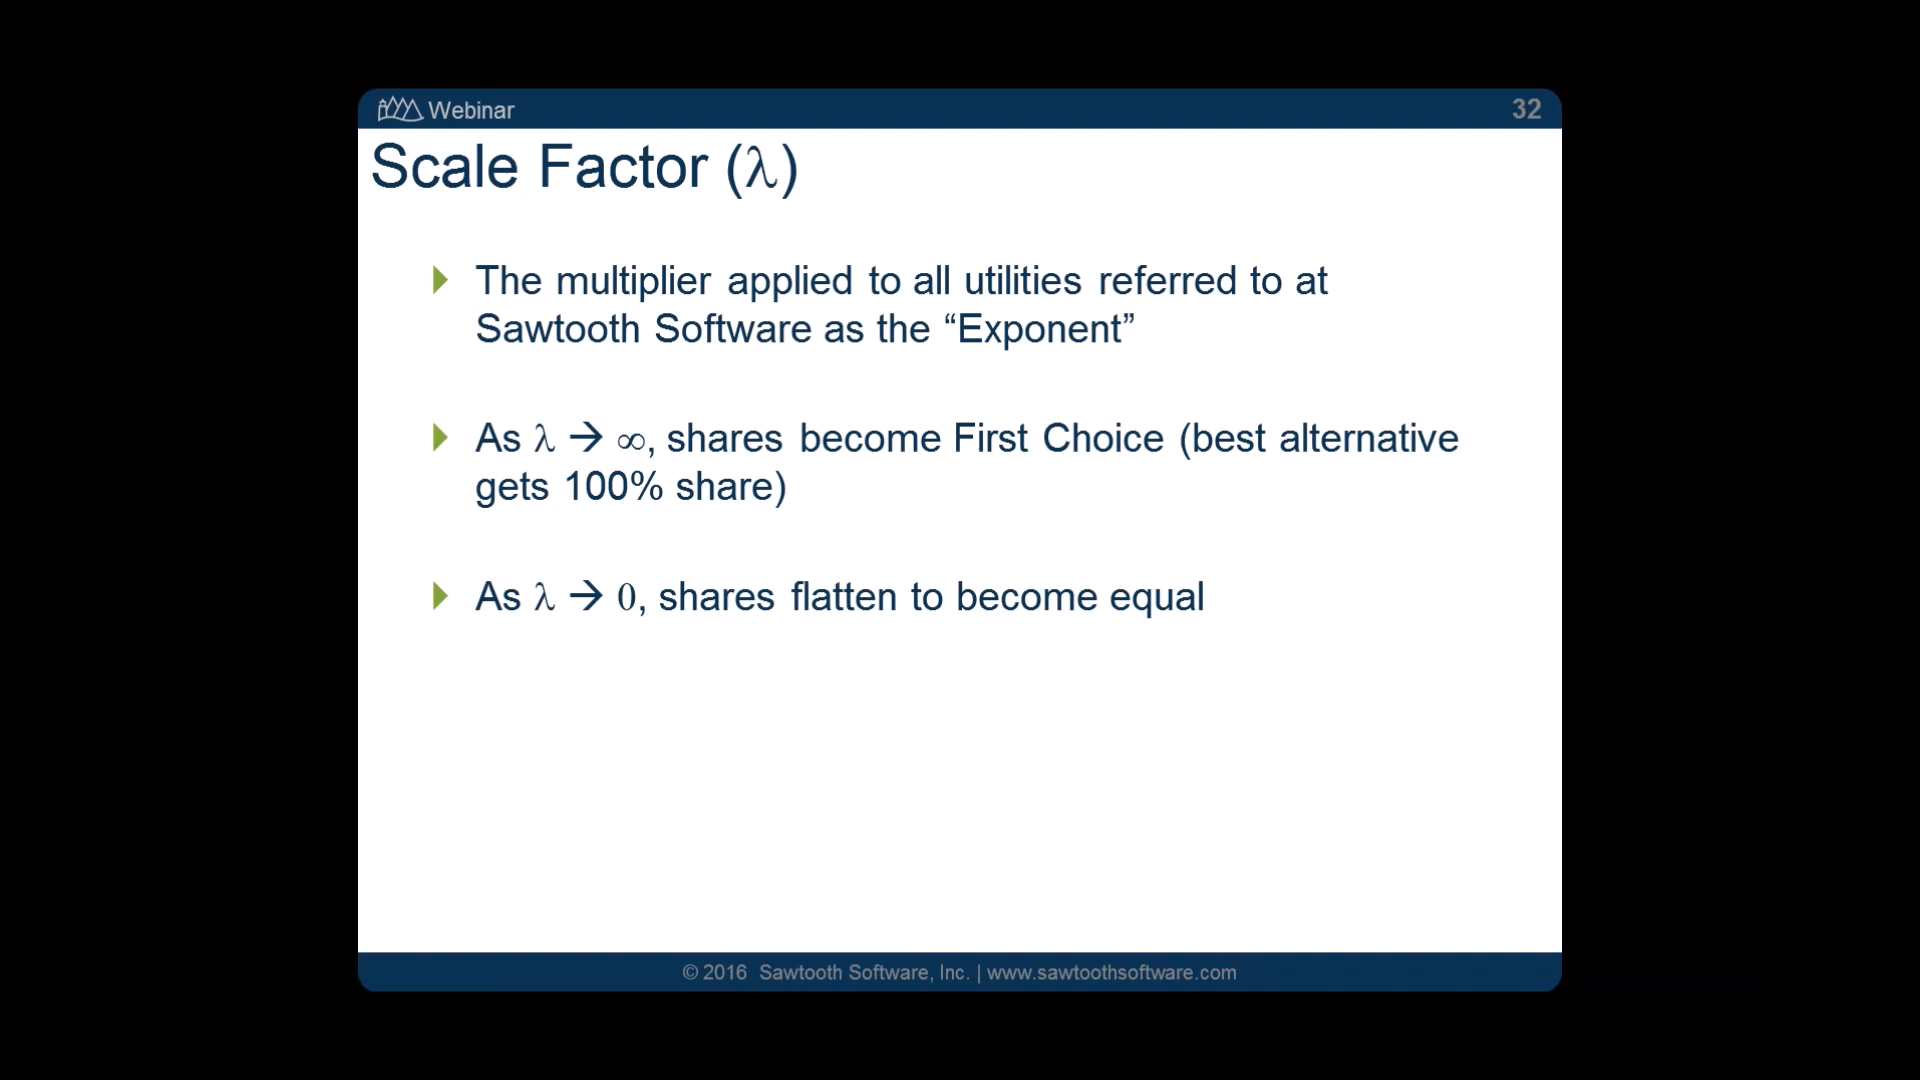 Webinar
32
Scale Factor (λ)
The multiplier applied to all utilities referred to at
Sawtooth Software as the “Exponent”
As λ → ∞, shares become First Choice (best alternative
gets 100% share)
As λ → 0, shares flatten to become equal
© 2016 Sawtooth Software, Inc. | www.sawtoothsoftware.com